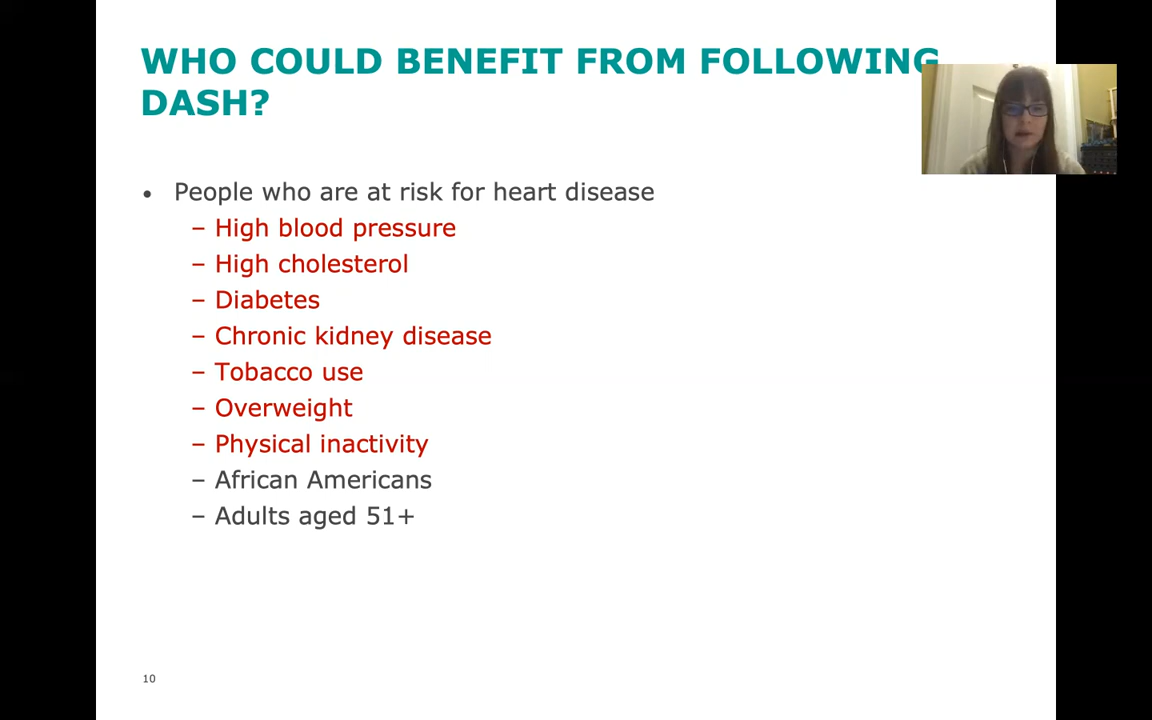 WHO COULD BENEFIT FROM FOLLOWING
DASH?
• People who are at risk for heart disease
– High blood pressure
– High cholesterol
– Diabetes
– Chronic kidney disease
– Tobacco use
– Overweight
– Physical inactivity
– African Americans
– Adults aged 51+
10